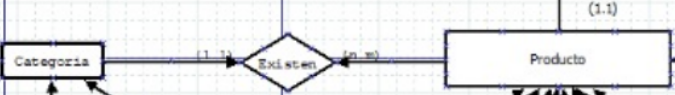 (1.1)
Categoria (1 1) Existen (n m) Producto